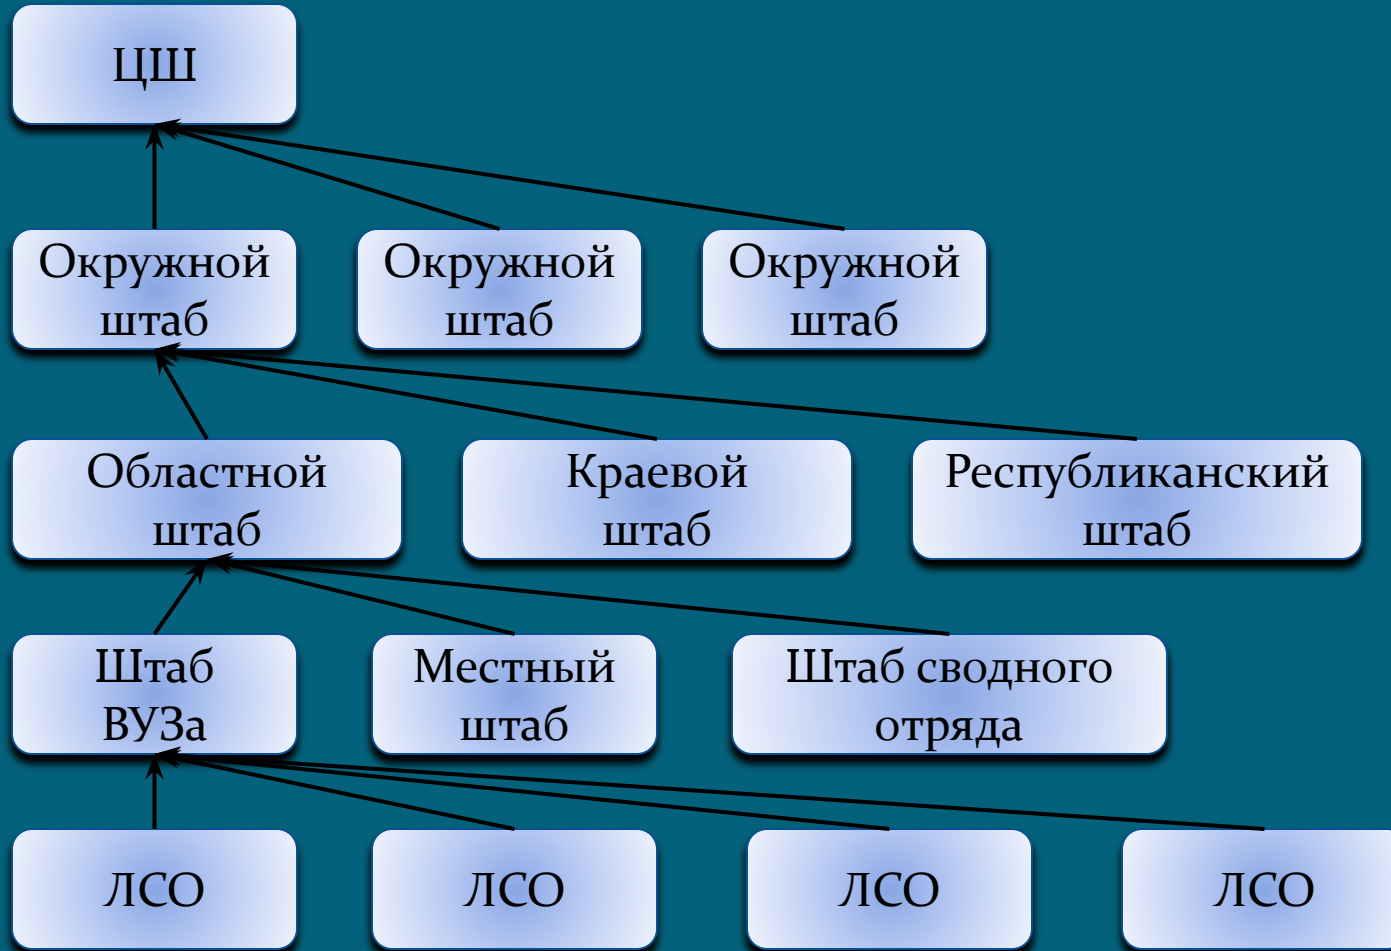 ЦШ
Окружной
штаб
Окружной
штаб
Окружной
штаб
Областной
штаб
Краевой
штаб
Республиканский
штаб
Штаб
ВУЗа
Местный
штаб
Штаб сводного
отряда
ЛСО
ЛСО
ЛСО
ЛСО